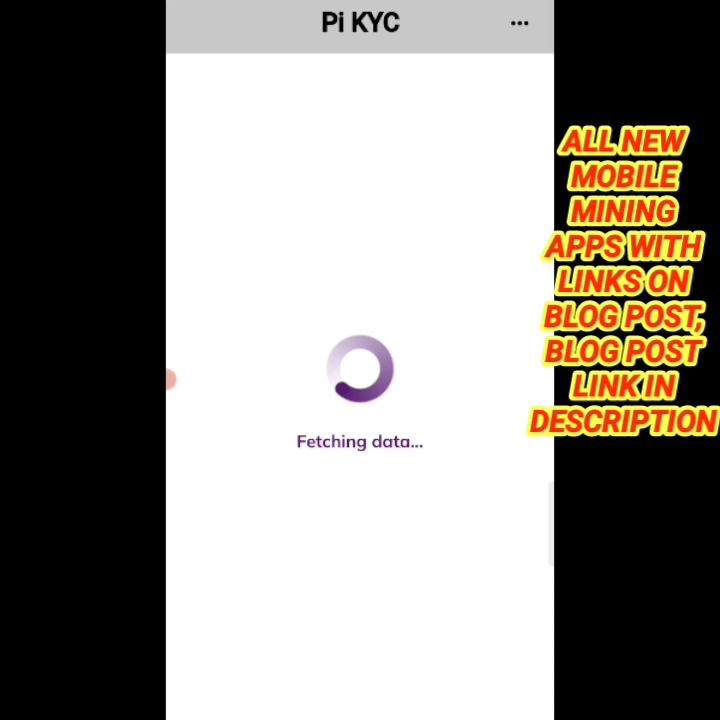 Pi KYC
...
ALL NEW
MOBILE
MINING
APPS WITH
LINKS ON
BLOG POST,
BLOG POST
LINK IN
DESCRIPTION
Fetching data...